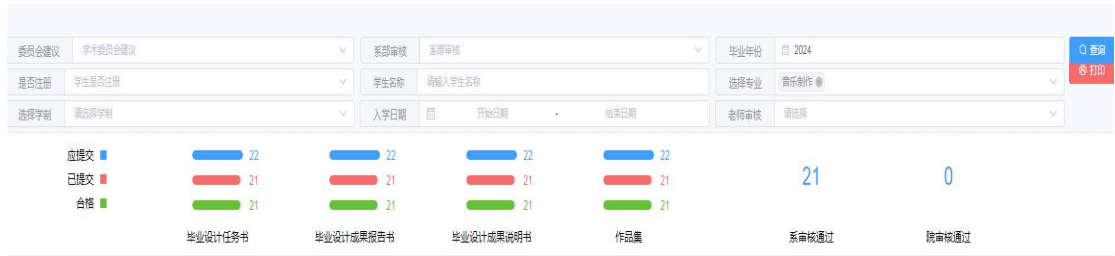 委员会建议 学术委员会建议 系部审核 系部审核 毕业年份 2024 查询
是否注册 学生是否注册 学生名称 请输入学生名称 选择专业 音乐制作 打印
选择学制 请选择学制 入学日期 开始日期 - 结束日期 老师审核 请选择
应提交 22 22 22 22
已提交 21 21 21 21 21 0
合格 21 21 21 21
毕业设计任务书 毕业设计成果报告书 毕业设计成果说明书 作品集 系审核通过 院审核通过